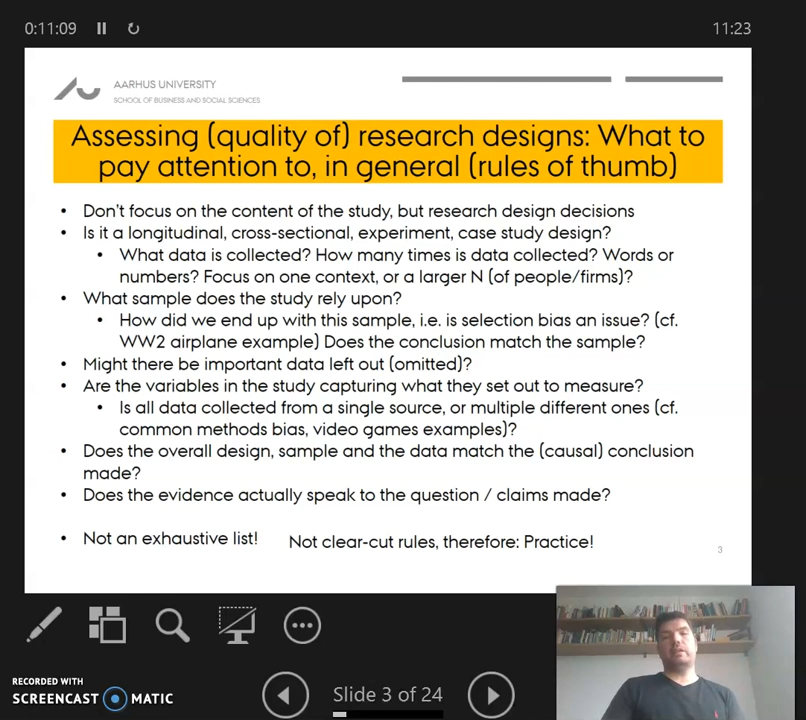 0:11:09
11:23
AARHUS UNIVERSITY
SCHOOL OF BUSINESS AND SOCIAL SCIENCES
Assessing (quality of) research designs: What to
pay attention to, in general (rules of thumb)
• Don't focus on the content of the study, but research design decisions
• Is it a longitudinal, cross-sectional, experiment, case study design?
• What data is collected? How many times is data collected? Words or
numbers? Focus on one context, or a larger N (of people/firms)?
• What sample does the study rely upon?
• How did we end up with this sample, i.e. is selection bias an issue? (cf.
WW2 airplane example) Does the conclusion match the sample?
• Might there be important data left out (omitted)?
• Are the variables in the study capturing what they set out to measure?
• Is all data collected from a single source, or multiple different ones (cf.
common methods bias, video games examples)?
• Does the overall design, sample and the data match the (causal) conclusion
made?
• Does the evidence actually speak to the question / claims made?
• Not an exhaustive list! Not clear-cut rules, therefore: Practice!
3
RECORDED WITH
SCREENCAST MATIC
Slide 3 of 24